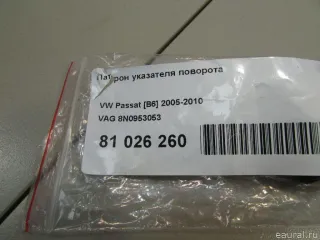 Патрон указателя поворота
VW Passat [B6] 2005-2010
VAG 8N0953053
81 026 260
© eaural.ru